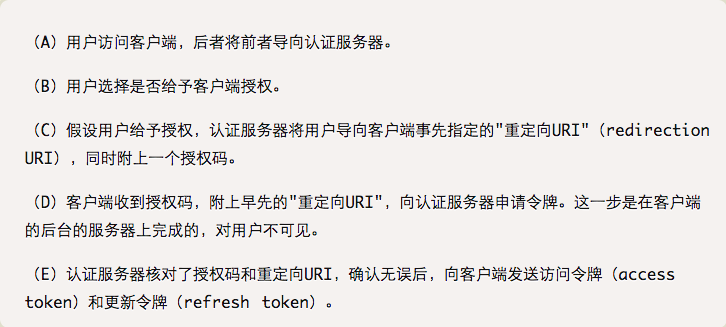 （A）用户访问客户端，后者将前者导向认证服务器。
（B）用户选择是否给予客户端授权。
（C）假设用户给予授权，认证服务器将用户导向客户端事先指定的"重定向URI"（redirection
URI），同时附上一个授权码。
（D）客户端收到授权码，附上早先的"重定向URI"，向认证服务器申请令牌。这一步是在客户端
的后台的服务器上完成的，对用户不可见。
（E）认证服务器核对了授权码和重定向URI，确认无误后，向客户端发送访问令牌（access
token）和更新令牌（refresh token）。